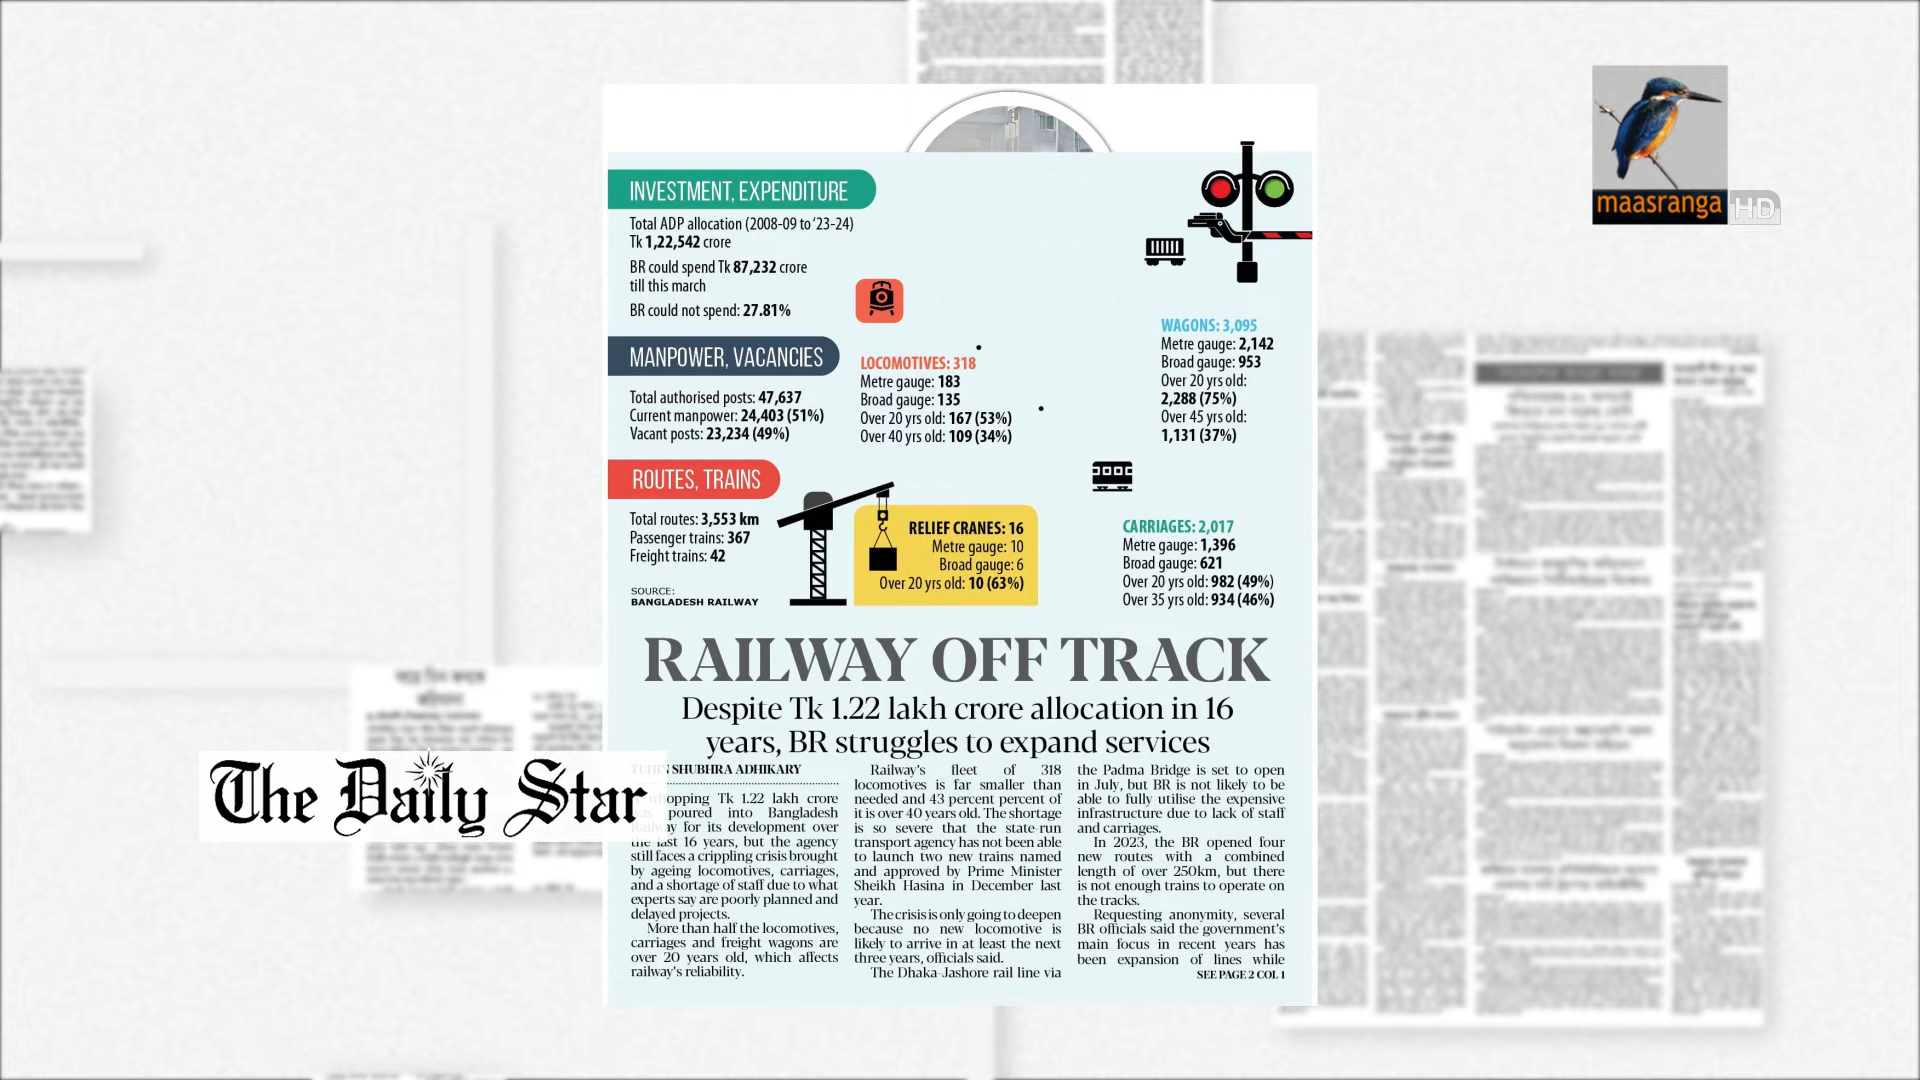 maasranga
HD
INVESTMENT, EXPENDITURE
Total ADP allocation (2008-09 to ‘23-24)
Tk 1,22,542 crore
BR could spend Tk 87,232 crore
till this march
BR could not spend: 27.81%
MANPOWER, VACANCIES
Total authorised posts: 47,637
Current manpower: 24,403 (51%)
Vacant posts: 23,234 (49%)
ROUTES, TRAINS
Total routes: 3,553 km
Passenger trains: 367
Freight trains: 42
SOURCE:
BANGLADESH RAILWAY
LOCOMOTIVES: 318
Metre gauge: 183
Broad gauge: 135
Over 20 yrs old: 167 (53%)
Over 40 yrs old: 109 (34%)
RELIEF CRANES: 16
Metre gauge: 10
Broad gauge: 6
Over 20 yrs old: 10 (63%)
WAGONS: 3,095
Metre gauge: 2,142
Broad gauge: 953
Over 20 yrs old:
2,288 (75%)
Over 45 yrs old:
1,131 (37%)
CARRIAGES: 2,017
Metre gauge: 1,396
Broad gauge: 621
Over 20 yrs old: 982 (49%)
Over 35 yrs old: 934 (46%)
RAILWAY OFF TRACK
Despite Tk 1.22 lakh crore allocation in 16
years, BR struggles to expand services
The Daily Star
TUHIN SHUBHRA ADHIKARY
whopping Tk 1.22 lakh crore
was poured into Bangladesh
Railway for its development over
the last 16 years, but the agency
still faces a crippling crisis brought
by ageing locomotives, carriages,
and a shortage of staff due to what
experts say are poorly planned and
delayed projects.
More than half the locomotives,
carriages and freight wagons are
over 20 years old, which affects
railway's reliability.
Railway's fleet of 318
locomotives is far smaller than
needed and 43 percent percent of
it is over 40 years old. The shortage
is so severe that the state-run
transport agency has not been able
to launch two new trains named
and approved by Prime Minister
Sheikh Hasina in December last
year.
The crisis is only going to deepen
because no new locomotive is
likely to arrive in at least the next
three years, officials said.
The Dhaka-Jashore rail line via
the Padma Bridge is set to open
in July, but BR is not likely to be
able to fully utilise the expensive
infrastructure due to lack of staff
and carriages.
In 2023, the BR opened four
new routes with a combined
length of over 250km, but there
is not enough trains to operate on
the tracks.
Requesting anonymity, several
BR officials said the government's
main focus in recent years has
been expansion of lines while
SEE PAGE 2 COL 1